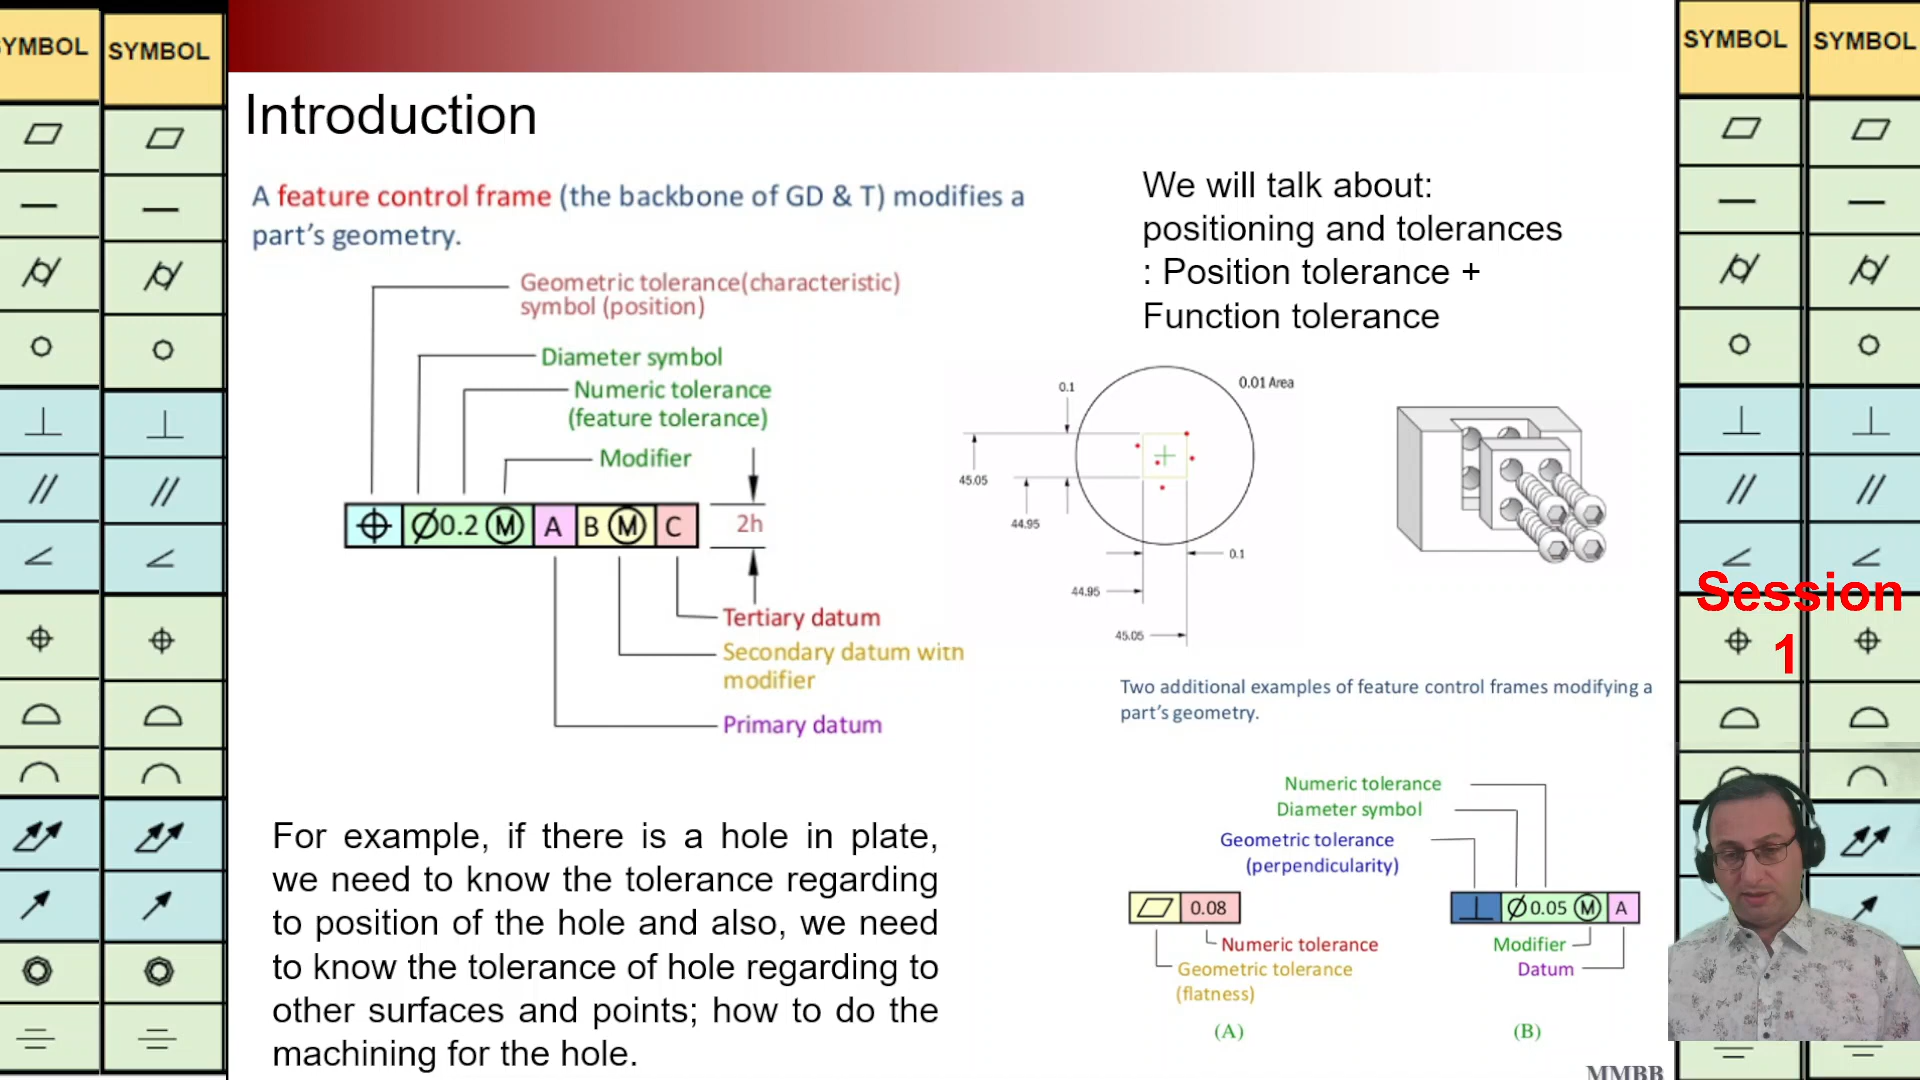 SYMBOL
SYMBOL
SYMBOL
Introduction
A feature control frame (the backbone of GD & T) modifies a
part's geometry.
Geometric tolerance(characteristic)
symbol (position)
Diameter symbol
Numeric tolerance
(feature tolerance)
Modifier
Ø0.2 Ⓜ A B Ⓜ C
2h
Tertiary datum
Secondary datum with
modifier
Primary datum
For example, if there is a hole in plate,
we need to know the tolerance regarding
to position of the hole and also, we need
to know the tolerance of hole regarding to
other surfaces and points; how to do the
machining for the hole.
We will talk about:
positioning and tolerances
: Position tolerance +
Function tolerance
0.1
0.01 Area
45.05
44.95
0.1
44.95
45.05
Two additional examples of feature control frames modifying a
part's geometry.
Numeric tolerance
Diameter symbol
Geometric tolerance
(perpendicularity)
0.08
Numeric tolerance
Geometric tolerance
(flatness)
(A)
Ø 0.05 Ⓜ A
Modifier
Datum
(B)
MMBB
SYMBOL
Session
1